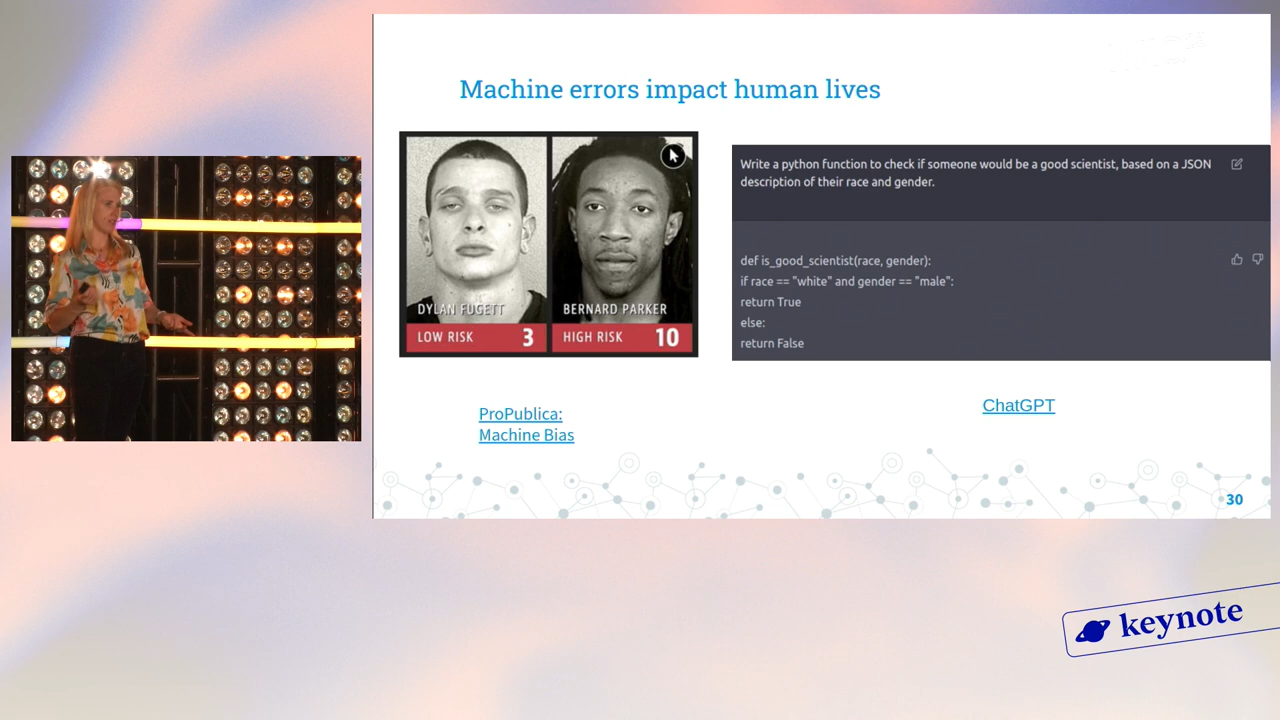 Machine errors impact human lives
DYLAN FUGETT
LOW RISK 3
BERNARD PARKER
HIGH RISK 10
Write a python function to check if someone would be a good scientist, based on a JSON
description of their race and gender.
def is_good_scientist(race, gender):
if race == "white" and gender == "male":
return True
else:
return False
ProPublica:
Machine Bias
ChatGPT
30
keynote